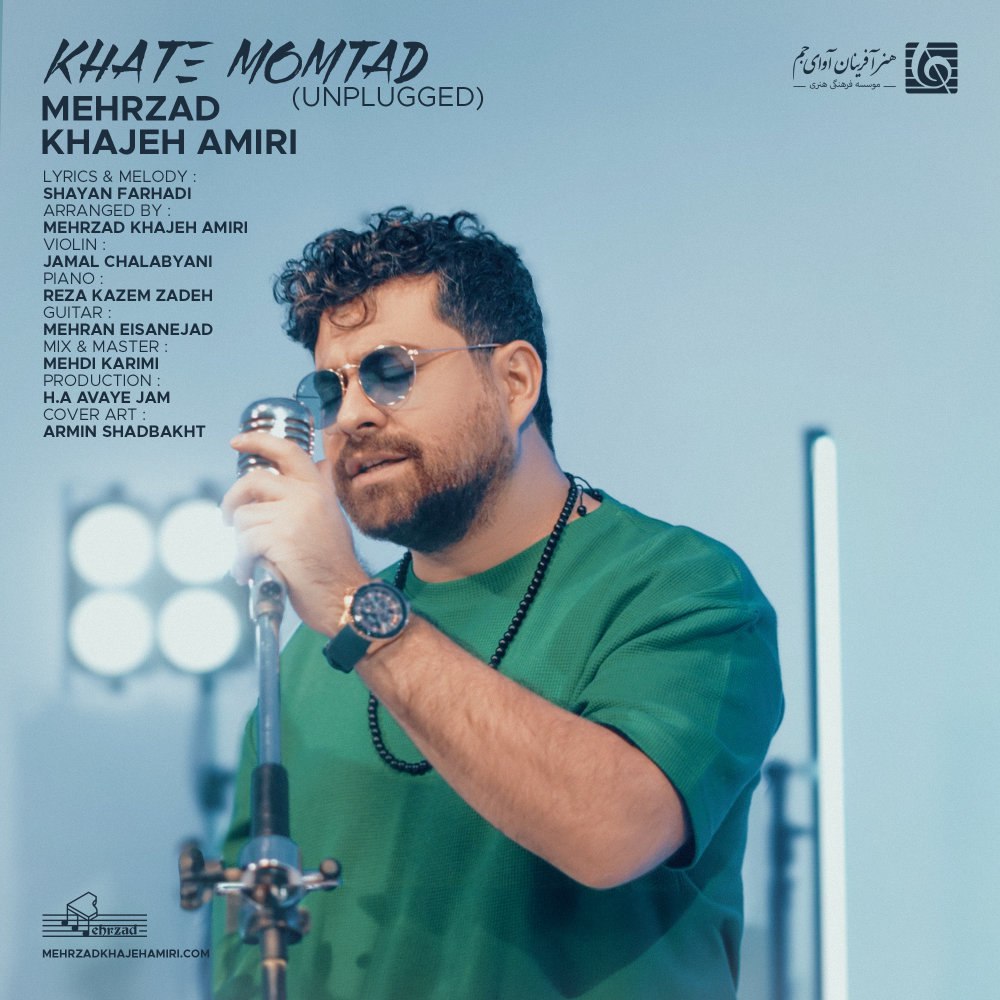 KHATE MOMTAD
(UNPLUGGED)
MEHRZAD
KHAJEH AMIRI
LYRICS & MELODY :
SHAYAN FARHADI
ARRANGED BY :
MEHRZAD KHAJEH AMIRI
VIOLIN :
JAMAL CHALABYANI
PIANO :
REZA KAZEM ZADEH
GUITAR :
MEHRAN EISANEJAD
MIX & MASTER :
MEHDI KARIMI
PRODUCTION :
H.A AVAYE JAM
COVER ART :
ARMIN SHADBAKHT
هنرآفرینان آوای جم
موسسه فرهنگی هنری
ehrzad
MEHRZADKHAJEHAMIRI.COM